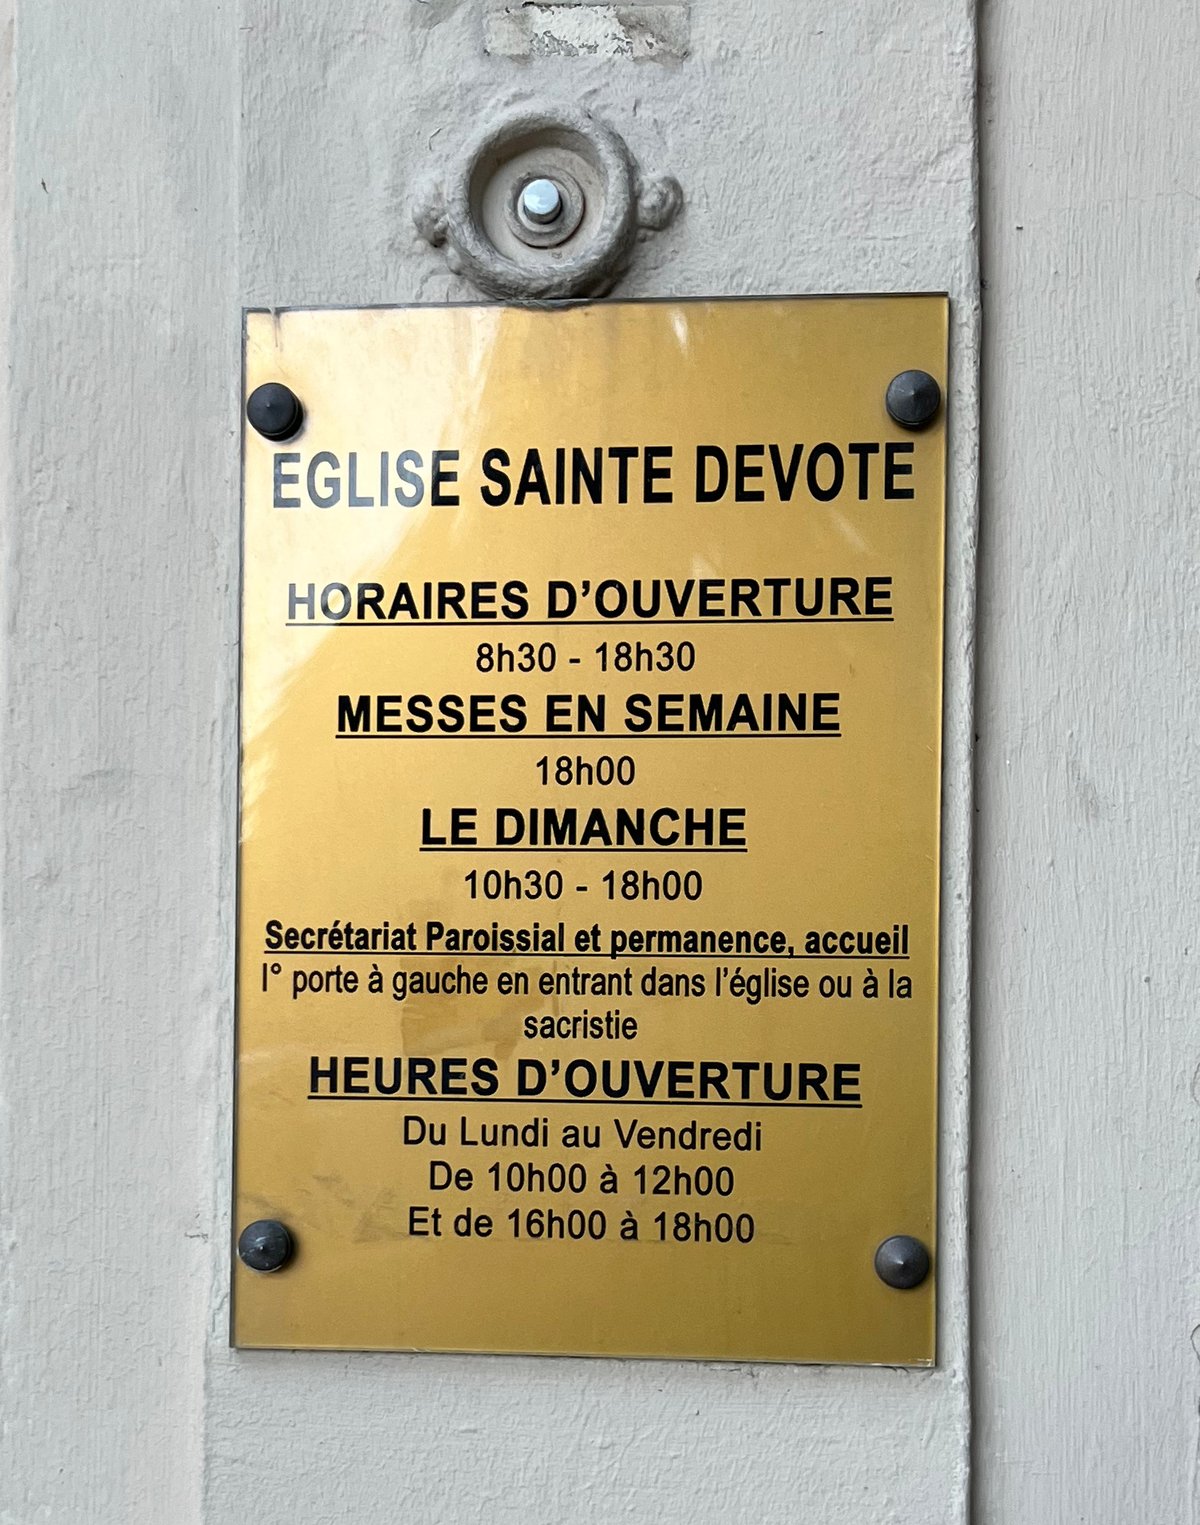 EGLISE SAINTE DEVOTE
HORAIRES D'OUVERTURE
8h30 - 18h30
MESSES EN SEMAINE
18h00
LE DIMANCHE
10h30 - 18h00
Secrétariat Paroissial et permanence, accueil
I° porte à gauche en entrant dans l'église ou à la
sacristie
HEURES D'OUVERTURE
Du Lundi au Vendredi
De 10h00 à 12h00
Et de 16h00 à 18h00